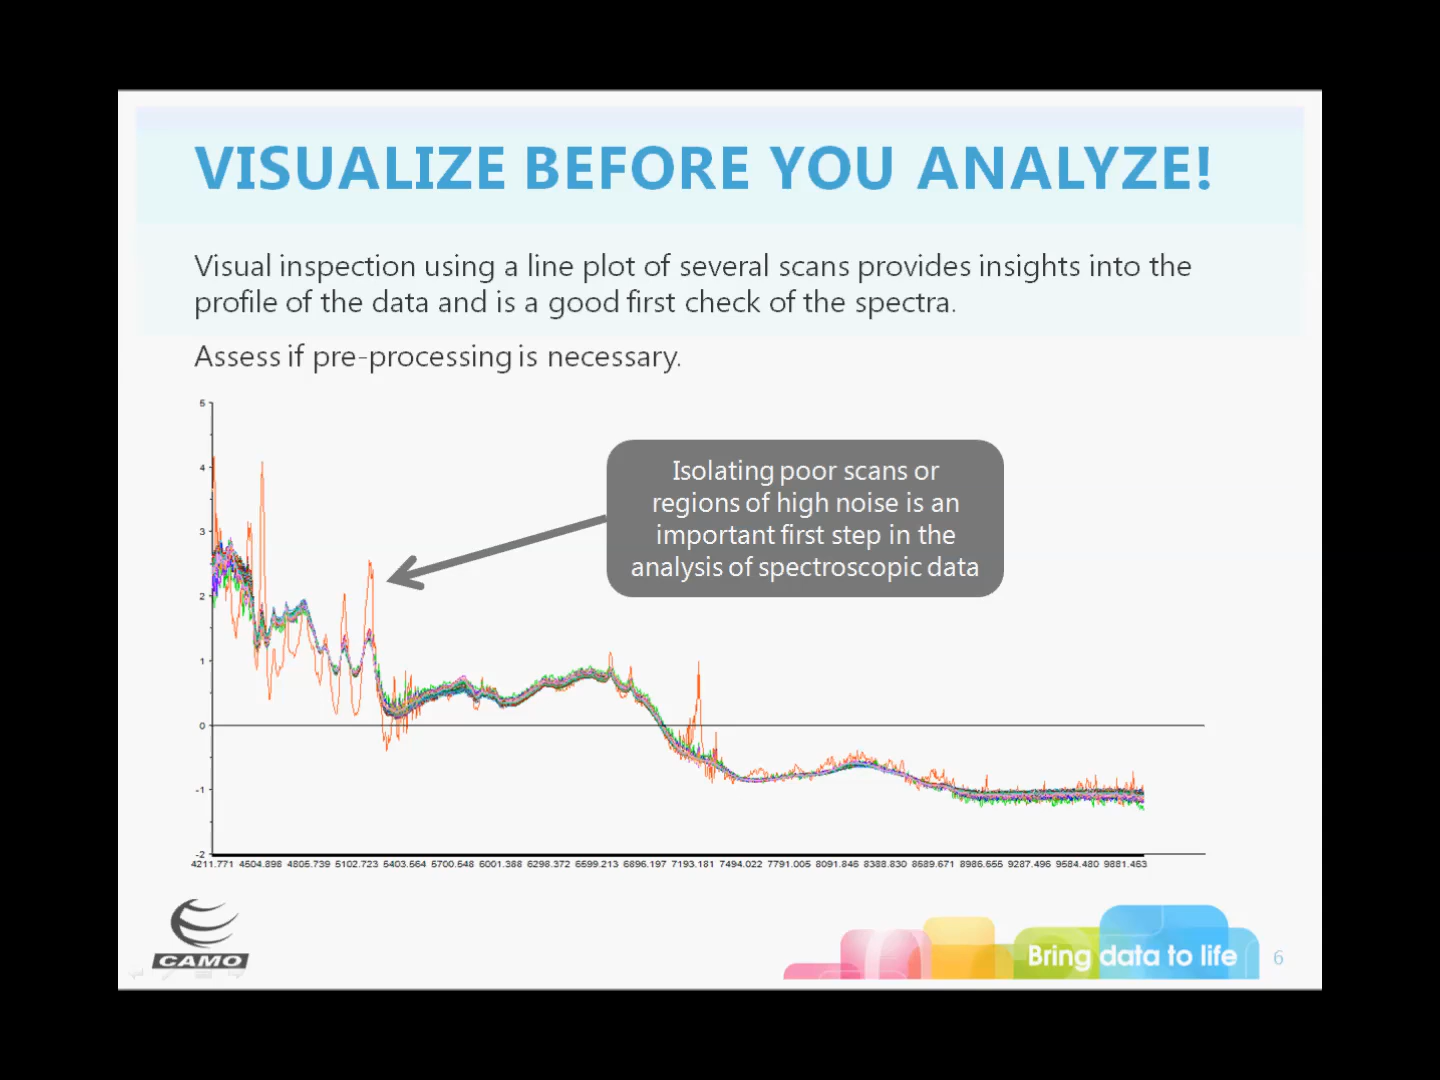 VISUALIZE BEFORE YOU ANALYZE!
Visual inspection using a line plot of several scans provides insights into the
profile of the data and is a good first check of the spectra.
Assess if pre-processing is necessary.
5
4
3
2
1
0
-1
-2
Isolating poor scans or
regions of high noise is an
important first step in the
analysis of spectroscopic data
4211.771 4504.898 4805.739 5102.723 5403.564 5700.548 6001.388 6298.372 6599.213 6896.197 7193.181 7494.022 7791.005 8091.846 8388.830 8689.671 8986.655 9287.496 9584.480 9881.463
CAMO
Bring data to life
6